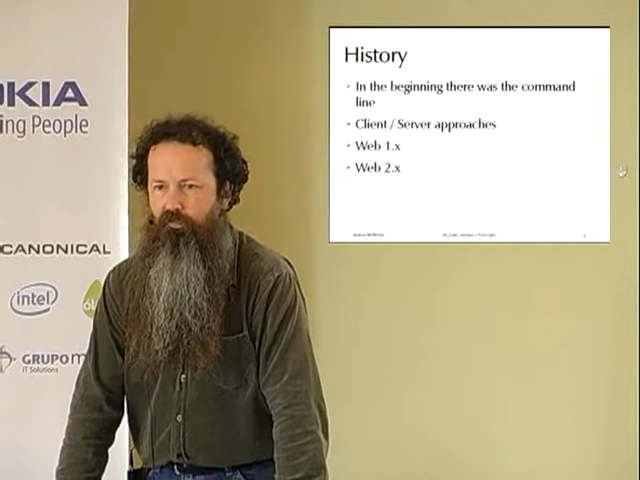 OKIA
ing People
CANONICAL
intel
GRUPO M
IT Solutions
History
In the beginning there was the command
line
Client / Server approaches
Web 1.x
Web 2.x